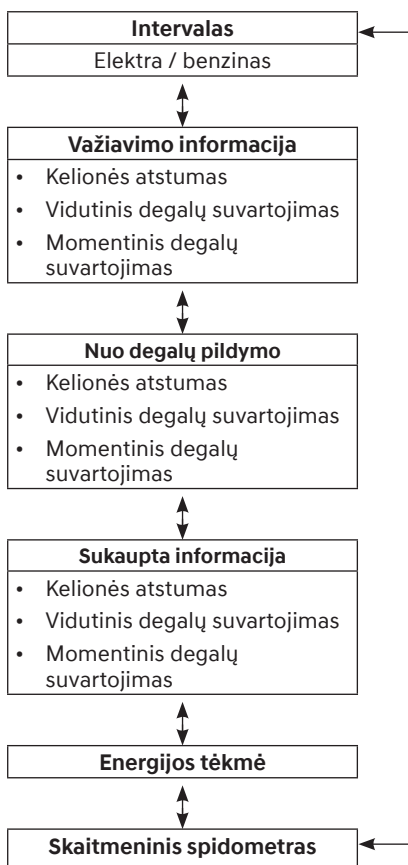 Intervalas
Elektra / benzinas
Važiavimo informacija
• Kelionės atstumas
• Vidutinis degalų suvartojimas
• Momentinis degalų
suvartojimas
Nuo degalų pildymo
• Kelionės atstumas
• Vidutinis degalų suvartojimas
• Momentinis degalų
suvartojimas
Sukaupta informacija
• Kelionės atstumas
• Vidutinis degalų suvartojimas
• Momentinis degalų
suvartojimas
Energijos tėkmė
Skaitmeninis spidometras